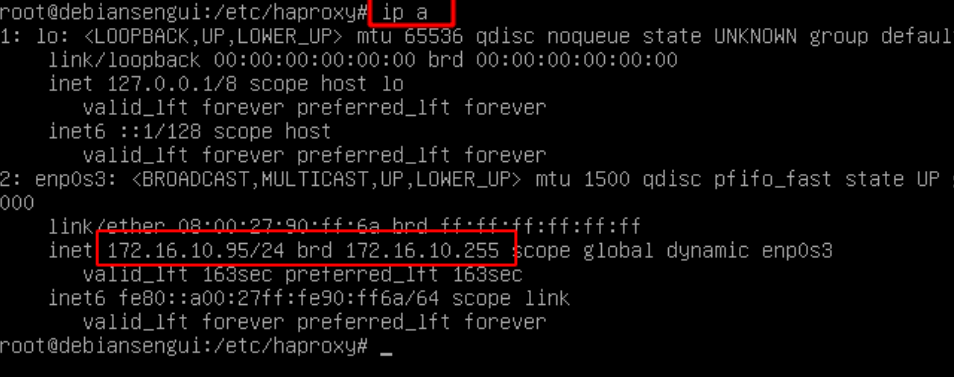 root@debiansengui:/etc/haproxy# ip a
1: lo: <LOOPBACK,UP,LOWER_UP> mtu 65536 qdisc noqueue state UNKNOWN group defaul
link/loopback 00:00:00:00:00:00 brd 00:00:00:00:00:00
inet 127.0.0.1/8 scope host lo
valid_lft forever preferred_lft forever
inet6 ::1/128 scope host
valid_lft forever preferred_lft forever
2: enp0s3: <BROADCAST,MULTICAST,UP,LOWER_UP> mtu 1500 qdisc pfifo_fast state UP
000
link/ether 08:00:27:90:ff:6a brd ff:ff:ff:ff:ff:ff
inet 172.16.10.95/24 brd 172.16.10.255 scope global dynamic enp0s3
valid_lft 163sec preferred_lft 163sec
inet6 fe80::a00:27ff:fe90:ff6a/64 scope link
valid_lft forever preferred_lft forever
root@debiansengui:/etc/haproxy# _